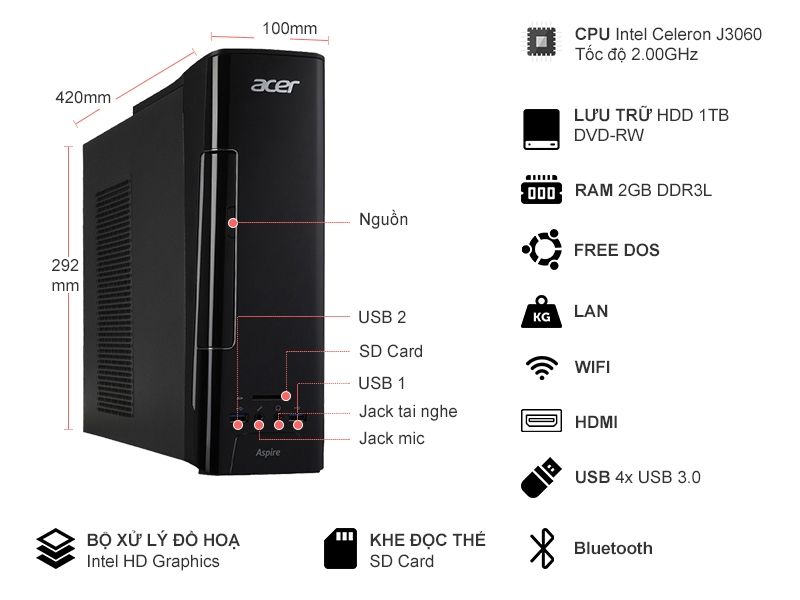 100mm
420mm
292
mm
acer
Nguồn
USB 2
SD Card
USB 1
Jack tai nghe
Jack mic
Aspire
CPU Intel Celeron J3060
Tốc độ 2.00GHz
LƯU TRỮ HDD 1TB
DVD-RW
RAM 2GB DDR3L
FREE DOS
KG
LAN
WIFI
HDMI
USB 4x USB 3.0
Bluetooth
BỘ XỬ LÝ ĐỒ HOẠ
Intel HD Graphics
KHE ĐỌC THẺ
SD Card